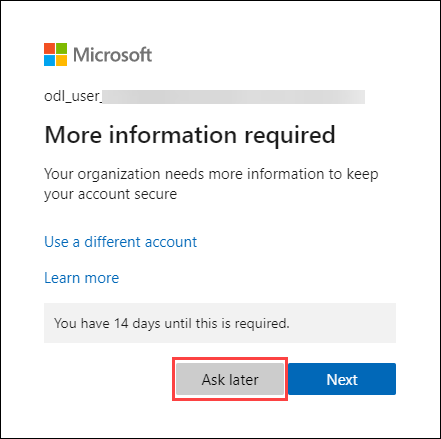 Microsoft
odl_user_
More information required
Your organization needs more information to keep
your account secure
Use a different account
Learn more
You have 14 days until this is required.
Ask later
Next